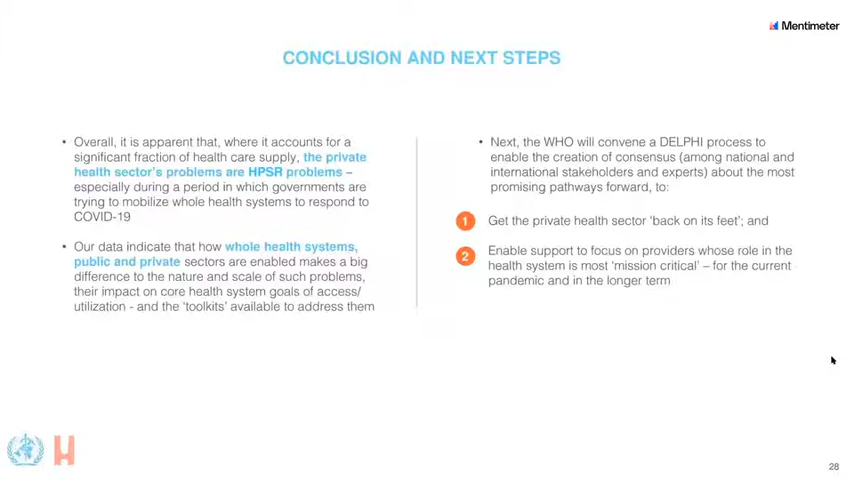 Mentimeter
CONCLUSION AND NEXT STEPS
• Overall, it is apparent that, where it accounts for a
significant fraction of health care supply, the private
health sector's problems are HPSR problems –
especially during a period in which governments are
trying to mobilize whole health systems to respond to
COVID-19
• Our data indicate that how whole health systems,
public and private sectors are enabled makes a big
difference to the nature and scale of such problems,
their impact on core health system goals of access/
utilization - and the 'toolkits' available to address them
• Next, the WHO will convene a DELPHI process to
enable the creation of consensus (among national and
international stakeholders and experts) about the most
promising pathways forward, to:
1 Get the private health sector 'back on its feet'; and
2 Enable support to focus on providers whose role in the
health system is most 'mission critical' – for the current
pandemic and in the longer term
28